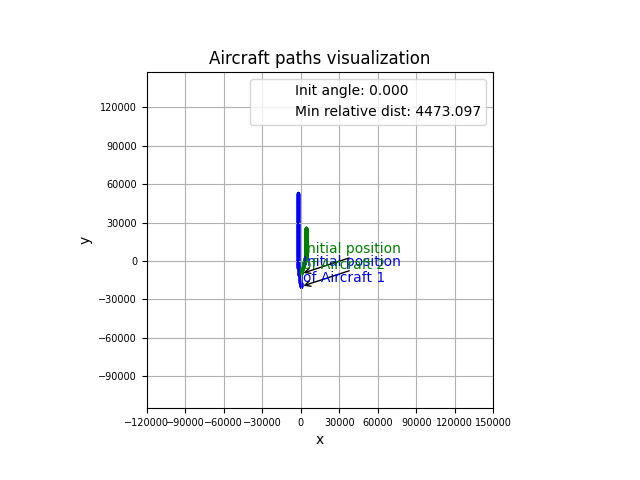 Aircraft paths visualization
Init angle: 0.000
Min relative dist: 4473.097
120000
90000
60000
30000
0
−30000
−60000
−90000
y
Initial position
of Aircraft 2
Initial position
of Aircraft 1
−120000 −90000 −60000 −30000 0 30000 60000 90000 120000 150000
x